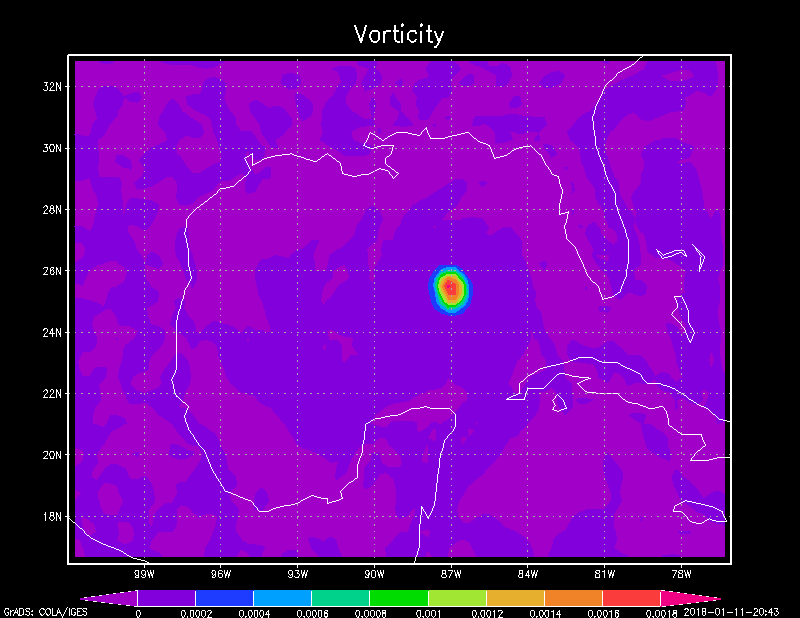 Vorticity
32N
30N
28N
26N
24N
22N
20N
18N
99W 96W 93W 90W 87W 84W 81W 78W
0 0.0002 0.0004 0.0006 0.0008 0.001 0.0012 0.0014 0.0016 0.0018
GrADS: COLA/IGES 2018-01-11-20:43